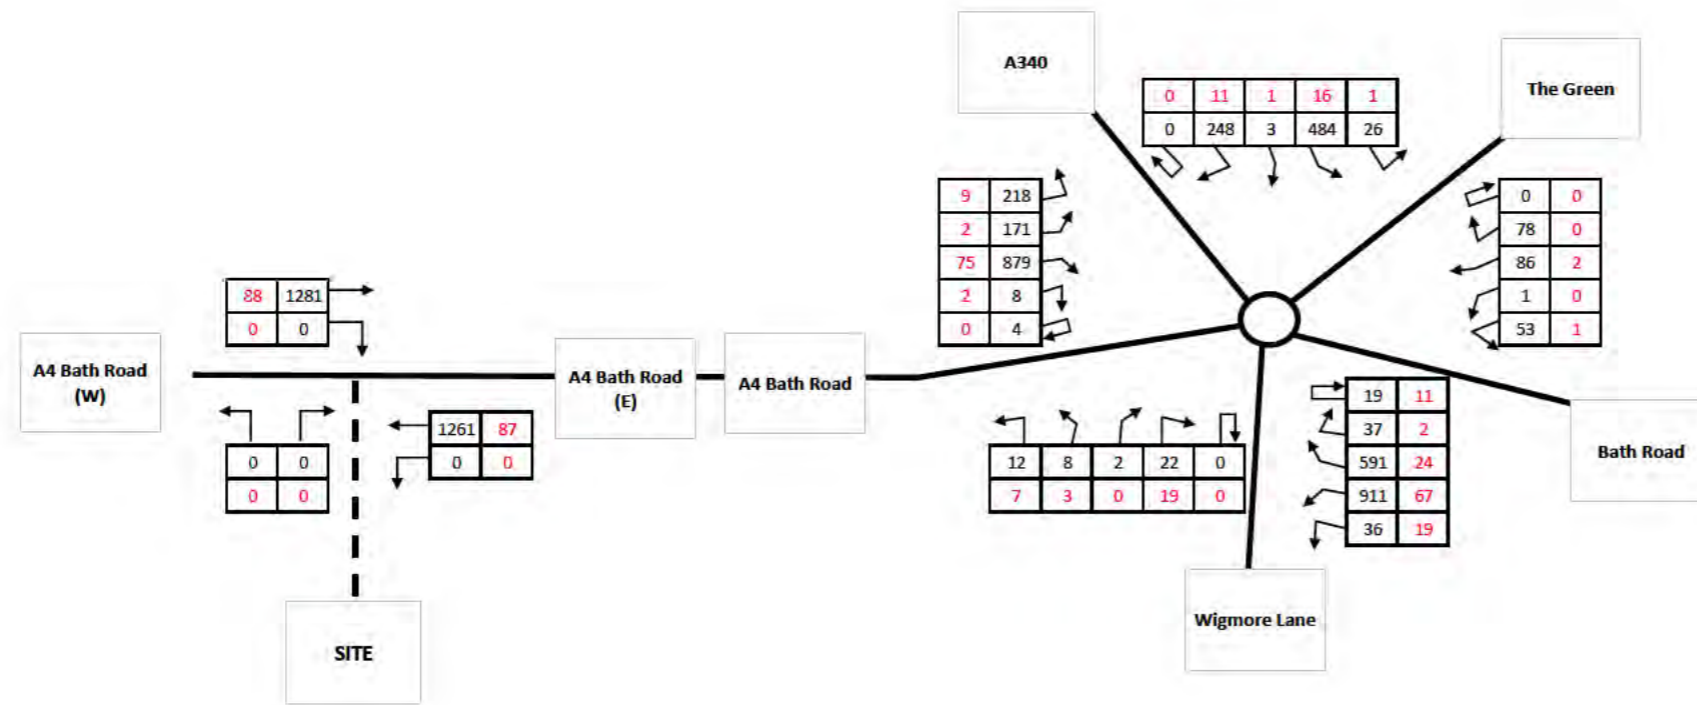 A340
The Green
0 11 1 16 1
0 248 3 484 26
9 218
2 171
75 879
2 8
0 4
0 0
78 0
86 2
1 0
53 1
88 1281
0 0
A4 Bath Road
(W)
A4 Bath Road
(E)
A4 Bath Road
0 0
0 0
1261 87
0 0
12 8 2 22 0
7 3 0 19 0
19 11
37 2
591 24
911 67
36 19
Bath Road
Wigmore Lane
SITE